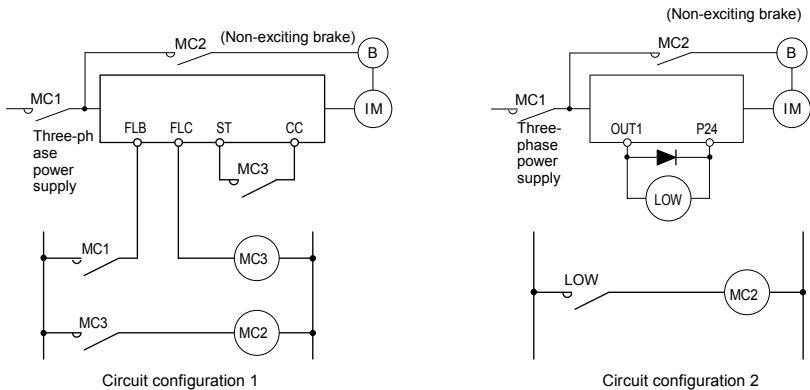 (Non-exciting brake)
MC2
B
MC1
IM
Three-ph
ase
power
supply
FLB FLC ST CC
MC3
MC1
MC3
MC3
MC2
Circuit configuration 1
(Non-exciting brake)
MC2
B
MC1
IM
Three-
phase
power
supply
OUT1 P24
LOW
LOW
MC2
Circuit configuration 2